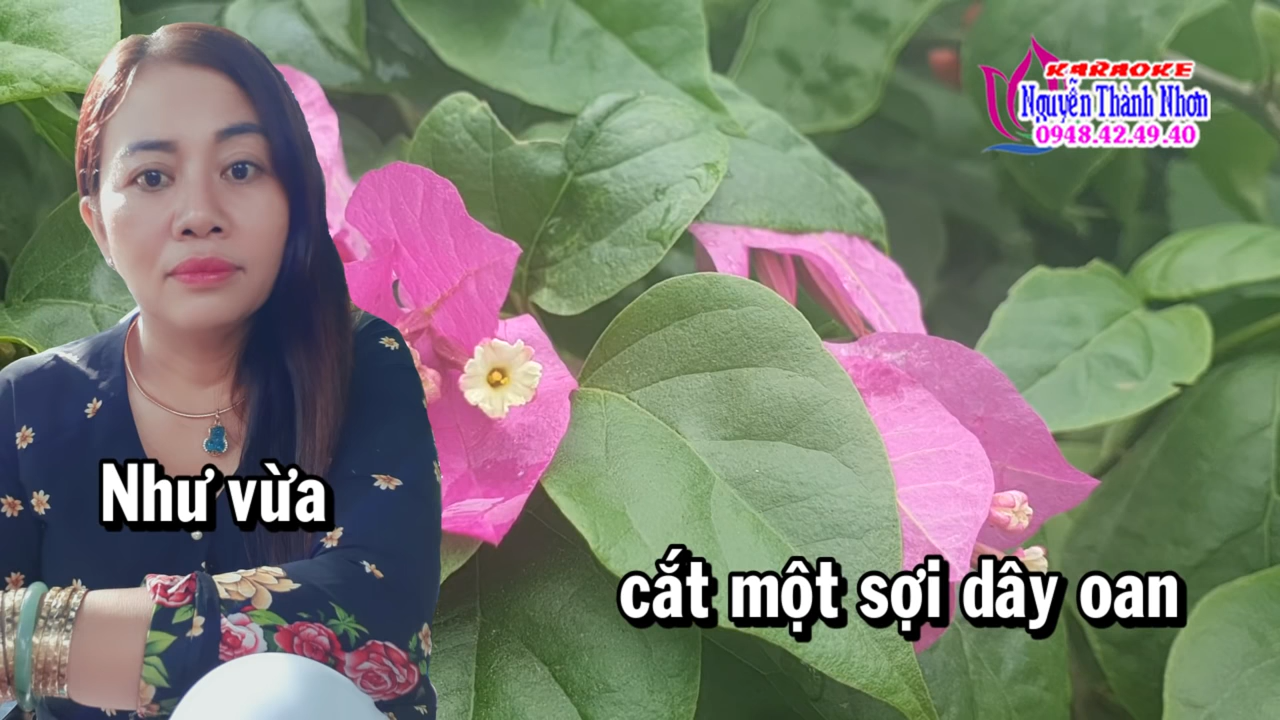 KARAOKE
Nguyễn Thành Nhơn
0948.42.49.40
Như vừa
cắt một sợi dây oan